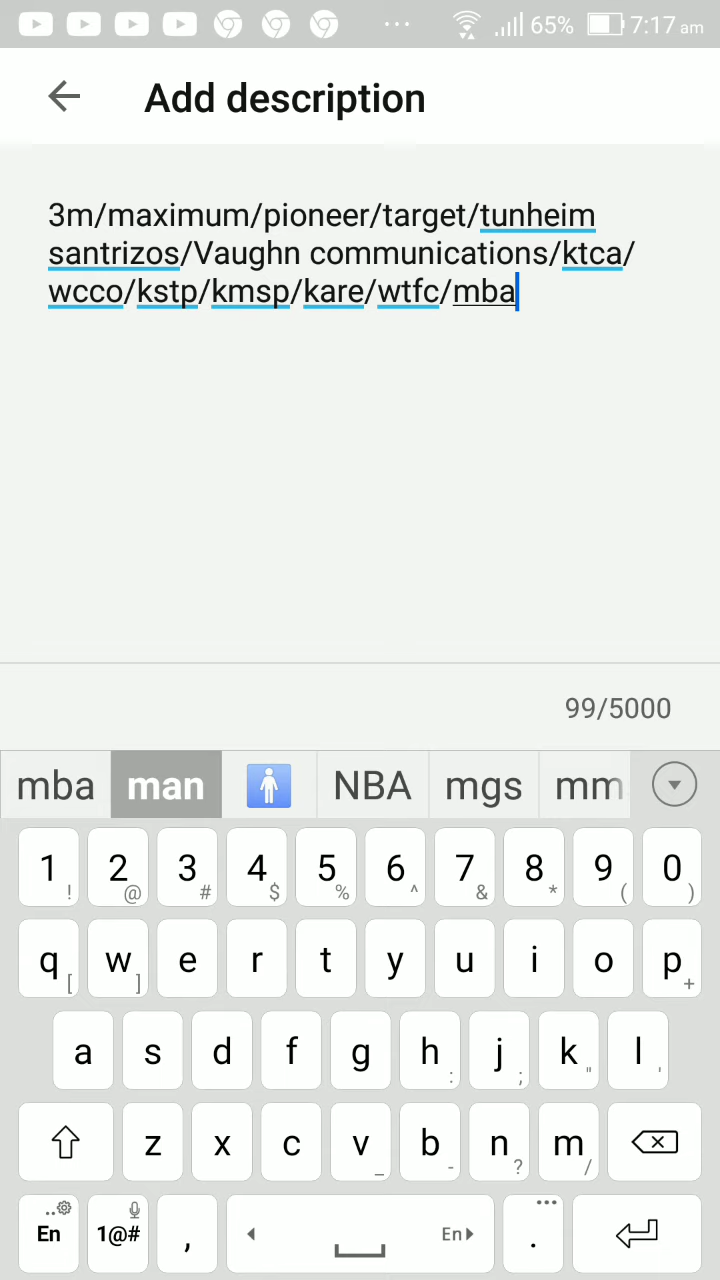 65% 7:17 am
Add description
3m/maximum/pioneer/target/tunheim
santrizos/Vaughn communications/ktca/
wcco/kstp/kmsp/kare/wtfc/mba
99/5000
mba man NBA mgs mm
1 ! 2 @ 3 # 4 $ 5 % 6 ^ 7 & 8 * 9 ( 0 )
q [ w ] e r t y u i o p +
a s d f g h : j ; k " l '
z x c v _ b - n ? m /
En 1@# , En .